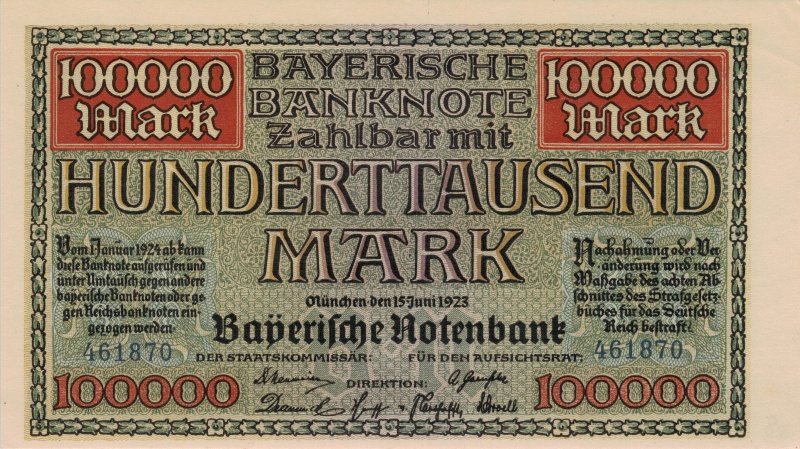 100000
Mark
BAYERISCHE
BANKNOTE
Zahlbar mit
100000
Mark
HUNDERTTAUSEND
MARK
Vom 1. Januar 1924 ab kann
diese Banknote aufgerufen und
unter Umtausch gegen andere
bayerische Banknoten oder ge-
gen Reichsbanknoten ein-
gezogen werden
461870
Nachahmung oder Ver-
änderung wird nach
Maßgabe des achten Ab-
schnittes des Strafgesetz-
buches für das Deutsche
Reich bestraft.
461870
München den 15 Juni 1923
Bayerische Notenbank
DER STAATSKOMMISSÄR: FÜR DEN AUFSICHTSRAT:
DIREKTION:
100000
100000